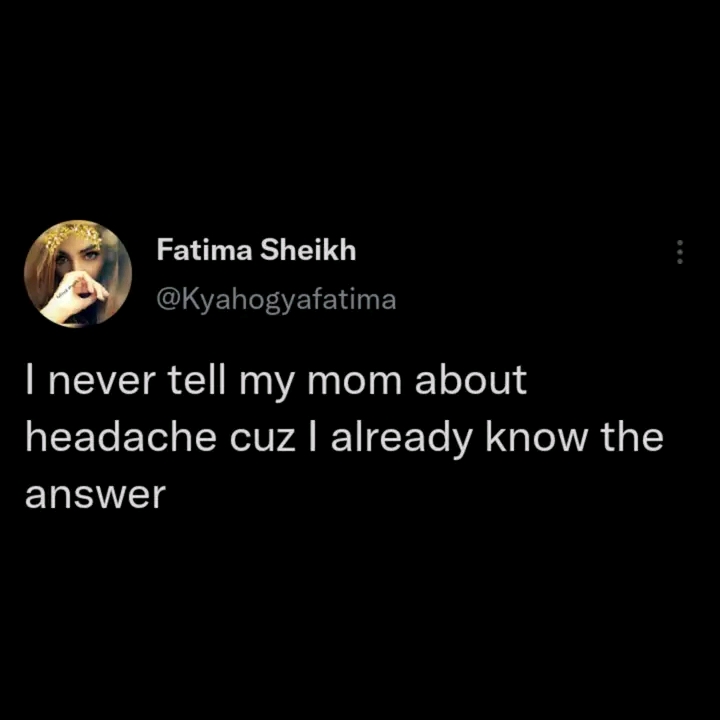 Fatima Sheikh
@Kyahogyafatima
I never tell my mom about
headache cuz I already know the
answer